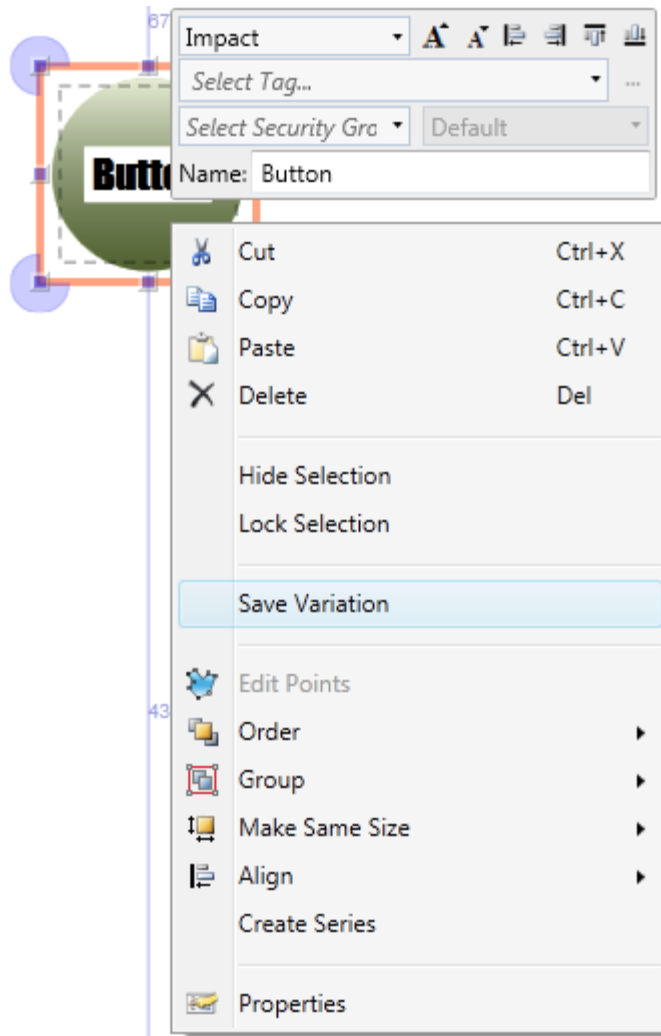 67
Impact
Select Tag...
...
Select Security Gro
Default
Name: Button
Butto
Cut Ctrl+X
Copy Ctrl+C
Paste Ctrl+V
Delete Del
Hide Selection
Lock Selection
Save Variation
Edit Points
43
Order
Group
Make Same Size
Align
Create Series
Properties